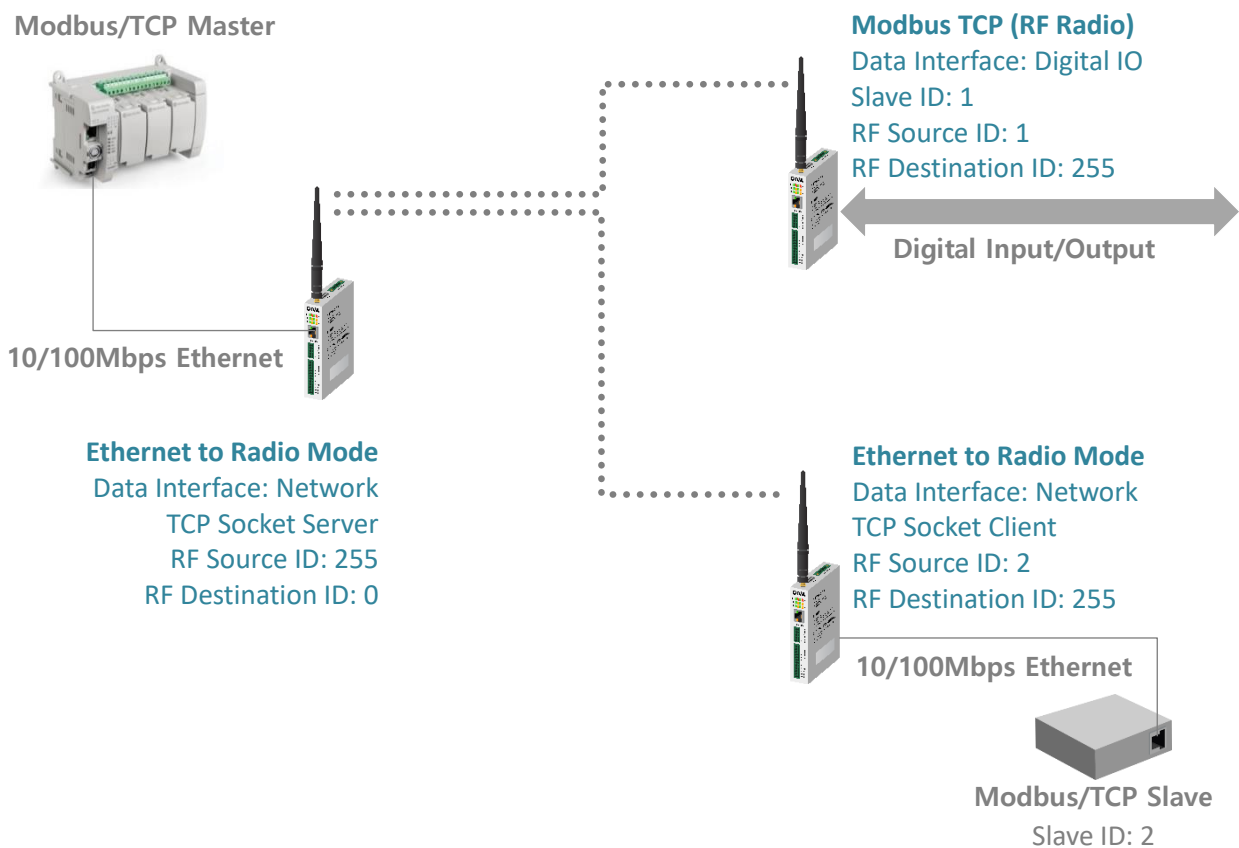 Modbus/TCP Master
10/100Mbps Ethernet
Ethernet to Radio Mode
Data Interface: Network
TCP Socket Server
RF Source ID: 255
RF Destination ID: 0
Modbus TCP (RF Radio)
Data Interface: Digital IO
Slave ID: 1
RF Source ID: 1
RF Destination ID: 255
Digital Input/Output
Ethernet to Radio Mode
Data Interface: Network
TCP Socket Client
RF Source ID: 2
RF Destination ID: 255
10/100Mbps Ethernet
Modbus/TCP Slave
Slave ID: 2